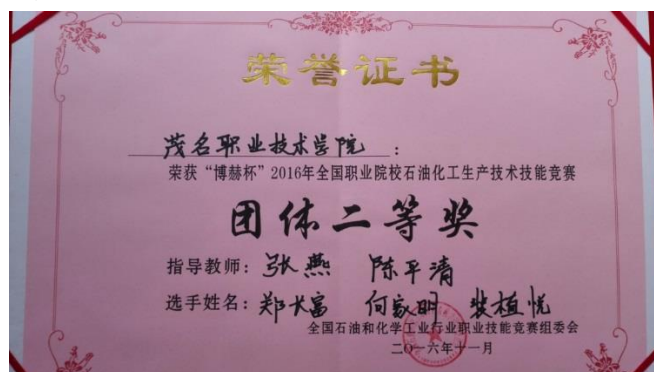 荣誉证书
茂名职业技术学院：
荣获“博赫杯”2016年全国职业院校石油化工生产技术技能竞赛
团体二等奖
指导教师：张燕 陈平清
选手姓名：郑大富 何家明 裴植悦
全国石油和化学工业行业职业技能竞赛组委会
二〇一六年十一月